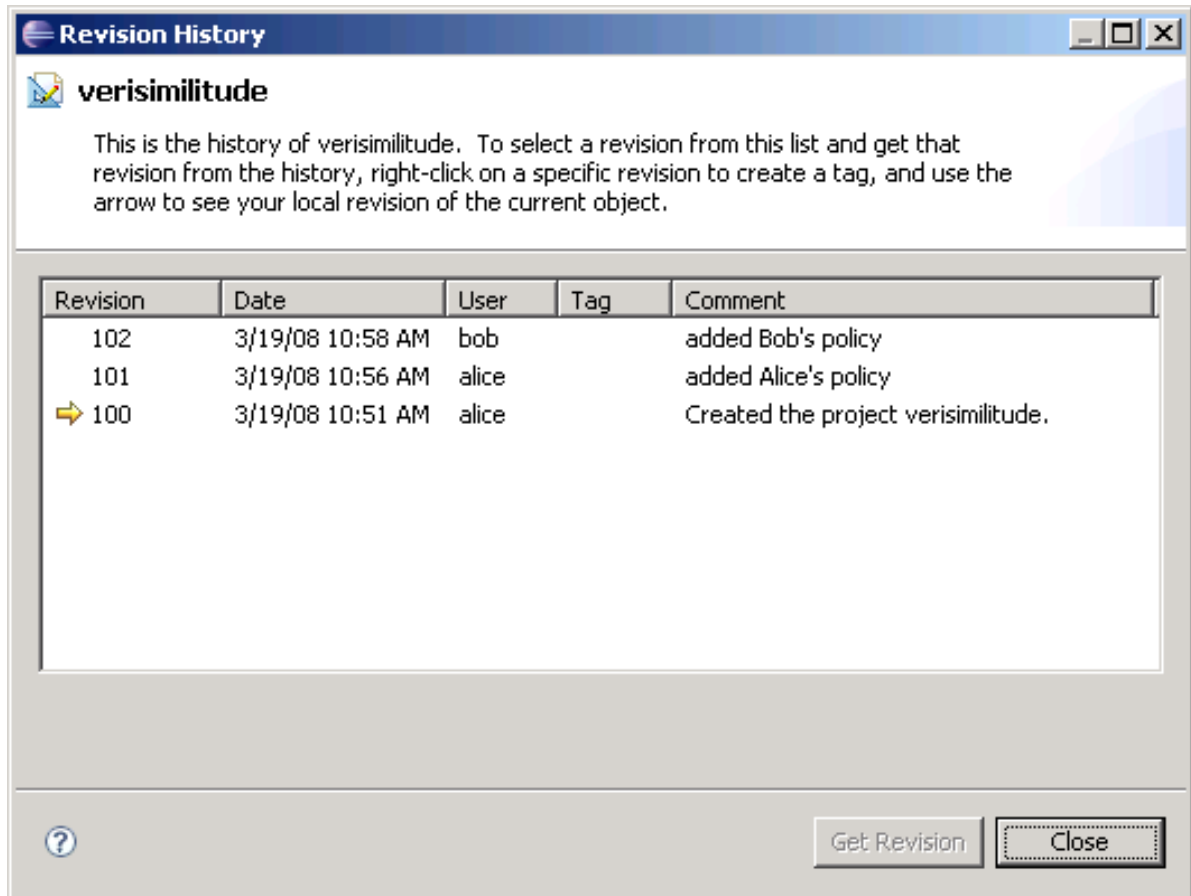 Revision History
verisimilitude
This is the history of verisimilitude. To select a revision from this list and get that
revision from the history, right-click on a specific revision to create a tag, and use the
arrow to see your local revision of the current object.
Revision Date User Tag Comment
102 3/19/08 10:58 AM bob added Bob's policy
101 3/19/08 10:56 AM alice added Alice's policy
100 3/19/08 10:51 AM alice Created the project verisimilitude.
? Get Revision Close